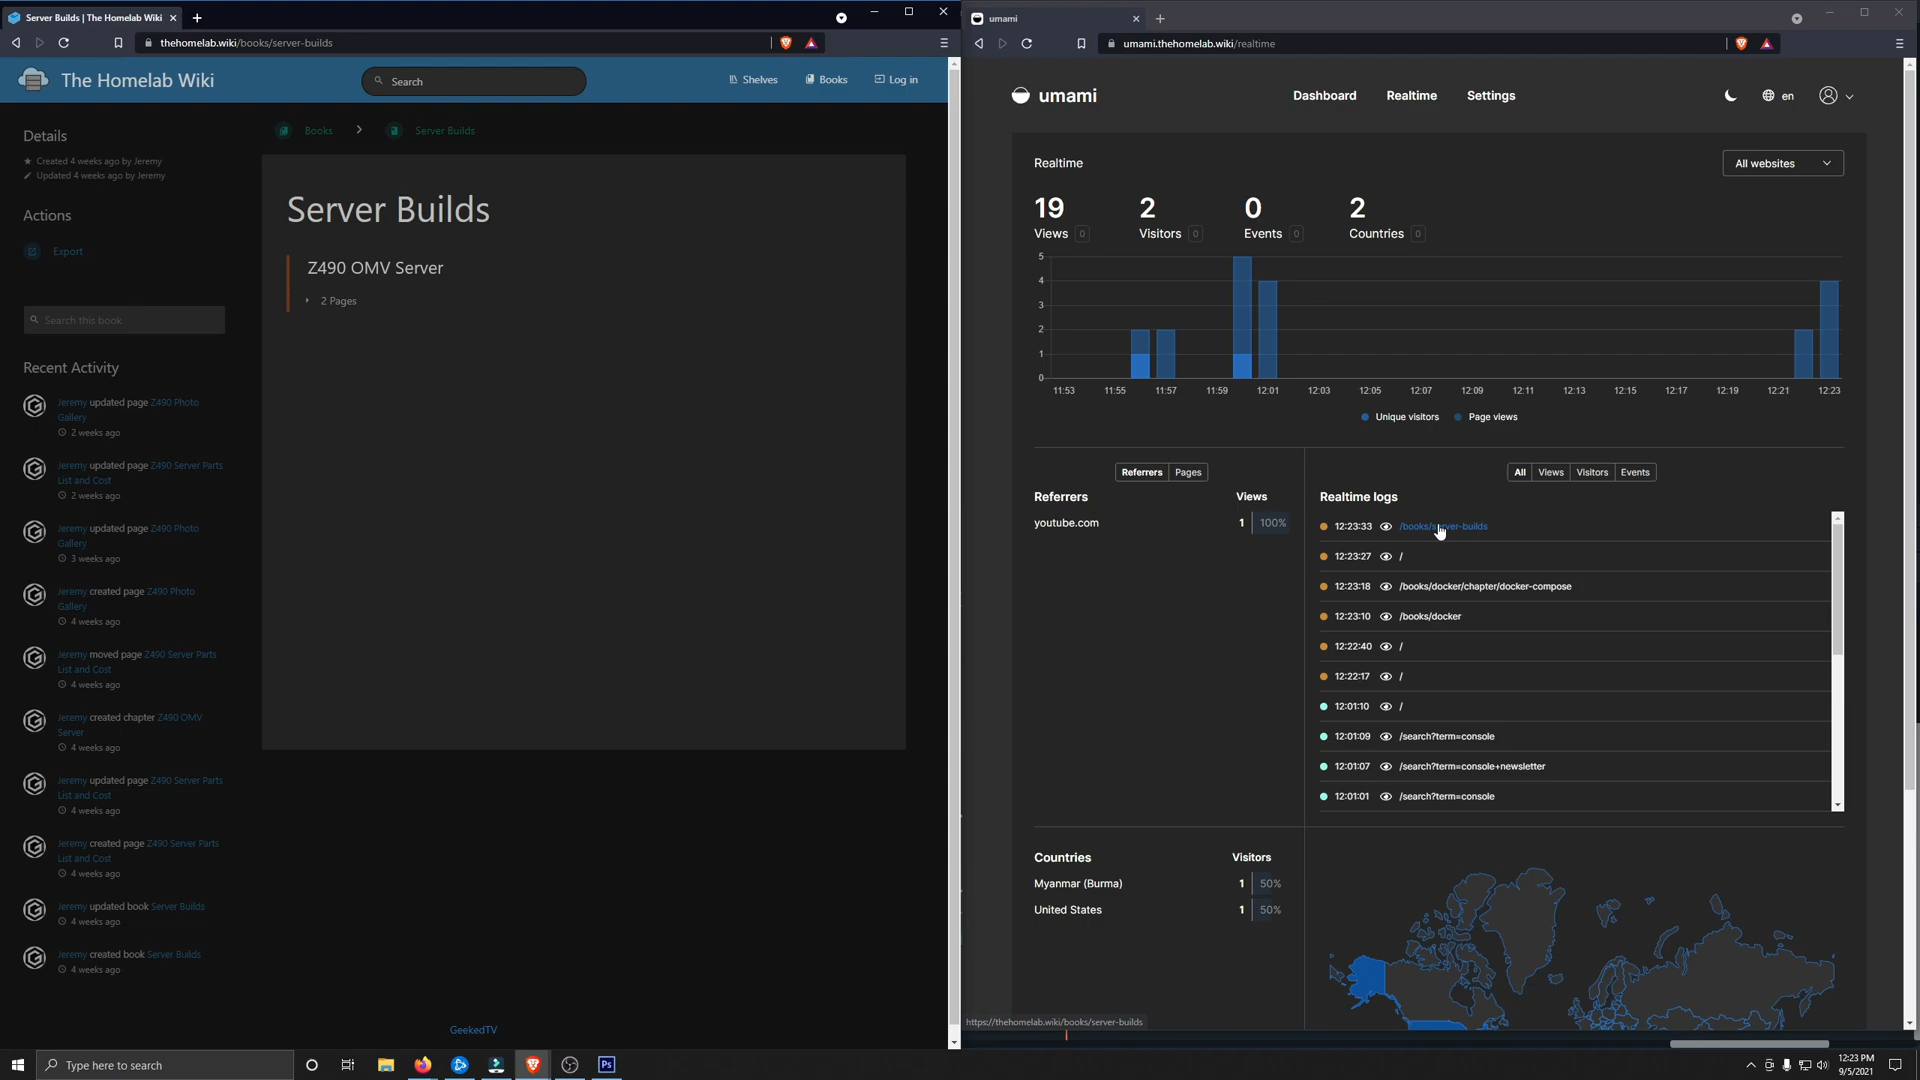 Server Builds | The Homelab Wiki
thehomelab.wiki/books/server-builds
The Homelab Wiki
Search
Shelves
Books
Log in
Details
Created 4 weeks ago by Jeremy
Updated 4 weeks ago by Jeremy
Actions
Export
Search this book
Recent Activity
Jeremy updated page Z490 Photo
Gallery
2 weeks ago
Jeremy updated page Z490 Server Parts
List and Cost
2 weeks ago
Jeremy updated page Z490 Photo
Gallery
3 weeks ago
Jeremy created page Z490 Photo
Gallery
4 weeks ago
Jeremy moved page Z490 Server Parts
List and Cost
4 weeks ago
Jeremy created chapter Z490 OMV
Server
4 weeks ago
Jeremy updated page Z490 Server Parts
List and Cost
4 weeks ago
Jeremy created page Z490 Server Parts
List and Cost
4 weeks ago
Jeremy updated book Server Builds
4 weeks ago
Jeremy created book Server Builds
4 weeks ago
Books
Server Builds
Server Builds
Z490 OMV Server
2 Pages
GeekedTV
umami
umami.thehomelab.wiki/realtime
umami
Dashboard
Realtime
Settings
en
Realtime
All websites
19
Views 0
2
Visitors 0
0
Events 0
2
Countries 0
5
4
3
2
1
0
11:53 11:55 11:57 11:59 12:01 12:03 12:05 12:07 12:09 12:11 12:13 12:15 12:17 12:19 12:21 12:23
Unique visitors Page views
Referrers Pages
Referrers Views
youtube.com 1 100%
All Views Visitors Events
Realtime logs
12:23:33 /books/server-builds
12:23:27 /
12:23:18 /books/docker/chapter/docker-compose
12:23:10 /books/docker
12:22:40 /
12:22:17 /
12:01:10 /
12:01:09 /search?term=console
12:01:07 /search?term=console+newsletter
12:01:01 /search?term=console
Countries Visitors
Myanmar (Burma) 1 50%
United States 1 50%
https://thehomelab.wiki/books/server-builds
Type here to search
Ps
12:23 PM
9/5/2021